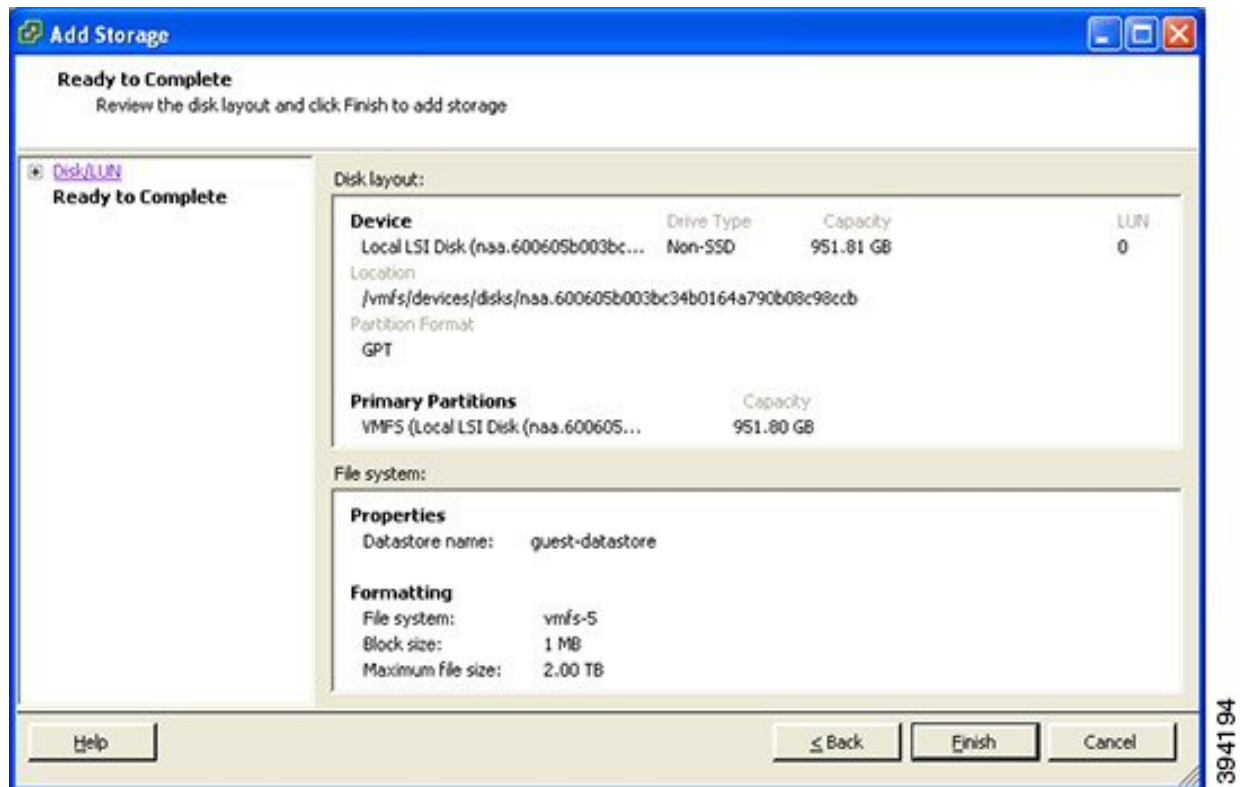 Add Storage
Ready to Complete
Review the disk layout and click Finish to add storage
Disk/LUN
Ready to Complete
Disk layout:
Device Drive Type Capacity LUN
Local LSI Disk (naa.600605b003bc... Non-SSD 951.81 GB 0
Location
/vmfs/devices/disks/naa.600605b003bc34b0164a790b08c98ccb
Partition Format
GPT
Primary Partitions Capacity
VMFS (Local LSI Disk (naa.600605... 951.80 GB
File system:
Properties
Datastore name: guest-datastore
Formatting
File system: vmfs-5
Block size: 1 MB
Maximum file size: 2.00 TB
Help ≤ Back Finish Cancel
394194